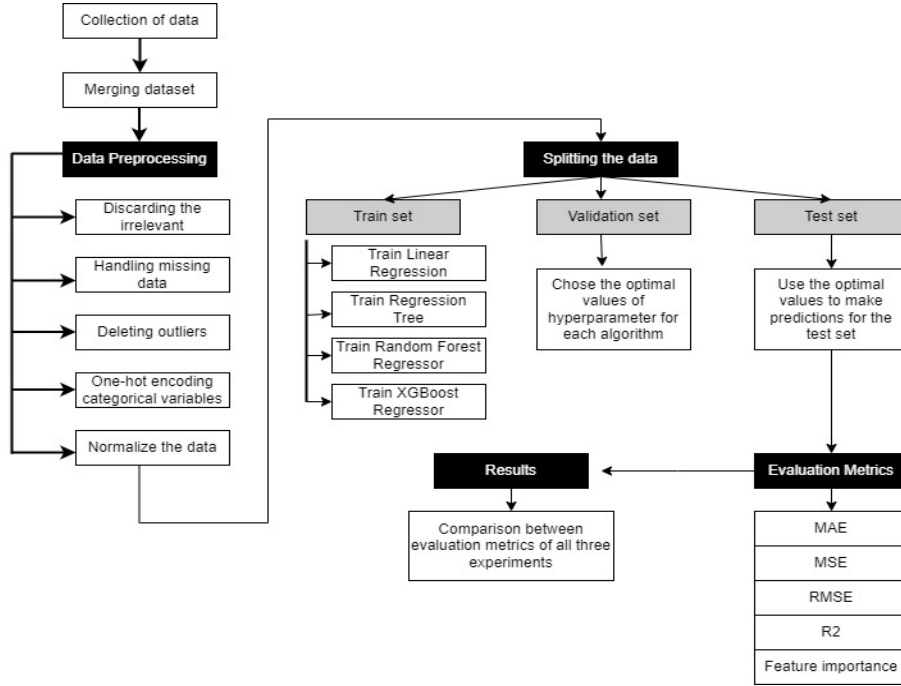 Collection of data
Merging dataset
Data Preprocessing
Discarding the
irrelevant
Handling missing
data
Deleting outliers
One-hot encoding
categorical variables
Normalize the data
Splitting the data
Train set
Train Linear
Regression
Train Regression
Tree
Train Random Forest
Regressor
Train XGBoost
Regressor
Validation set
Chose the optimal
values of
hyperparameter for
each algorithm
Test set
Use the optimal
values to make
predictions for the
test set
Evaluation Metrics
MAE
MSE
RMSE
R2
Feature importance
Results
Comparison between
evaluation metrics of all three
experiments